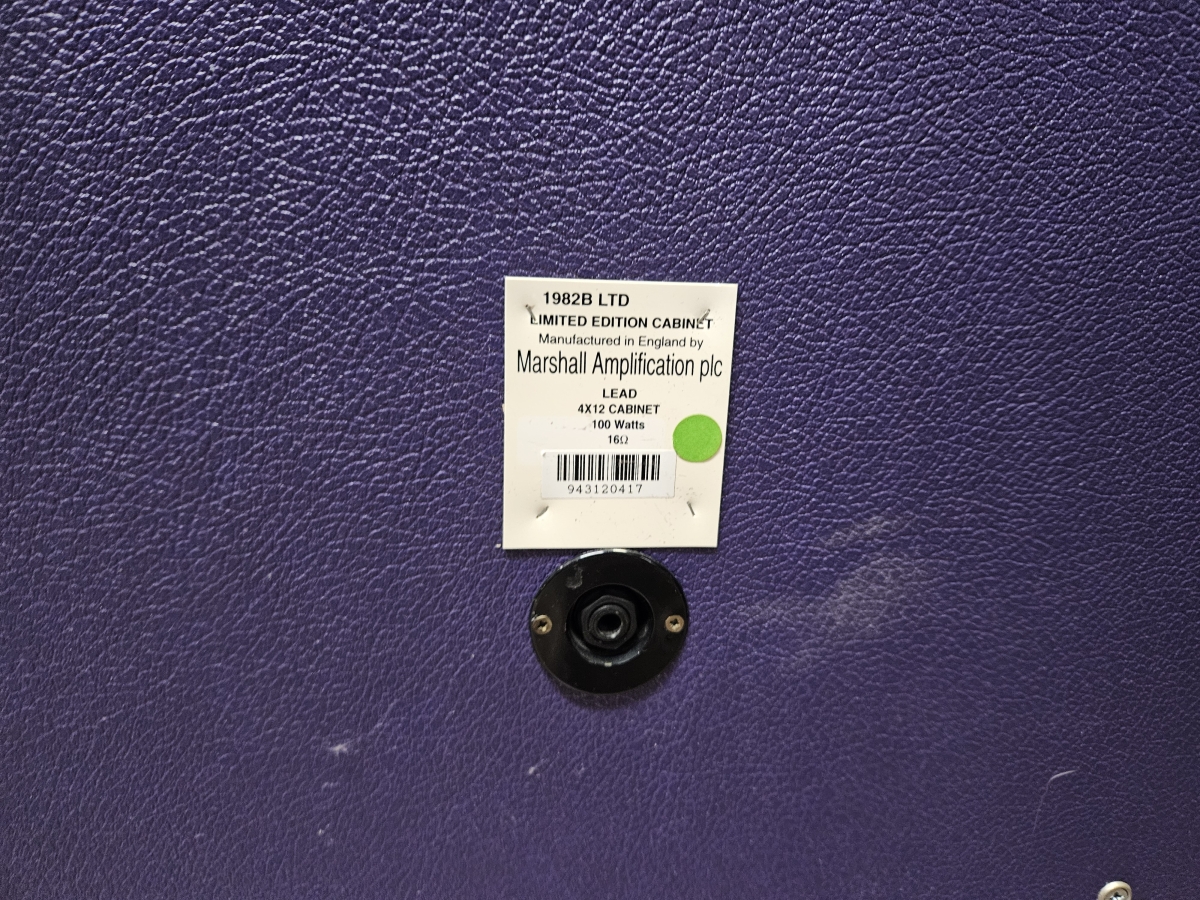 1982B LTD
LIMITED EDITION CABINET
Manufactured in England by
Marshall Amplification plc
LEAD
4X12 CABINET
100 Watts
16Ω
943120417